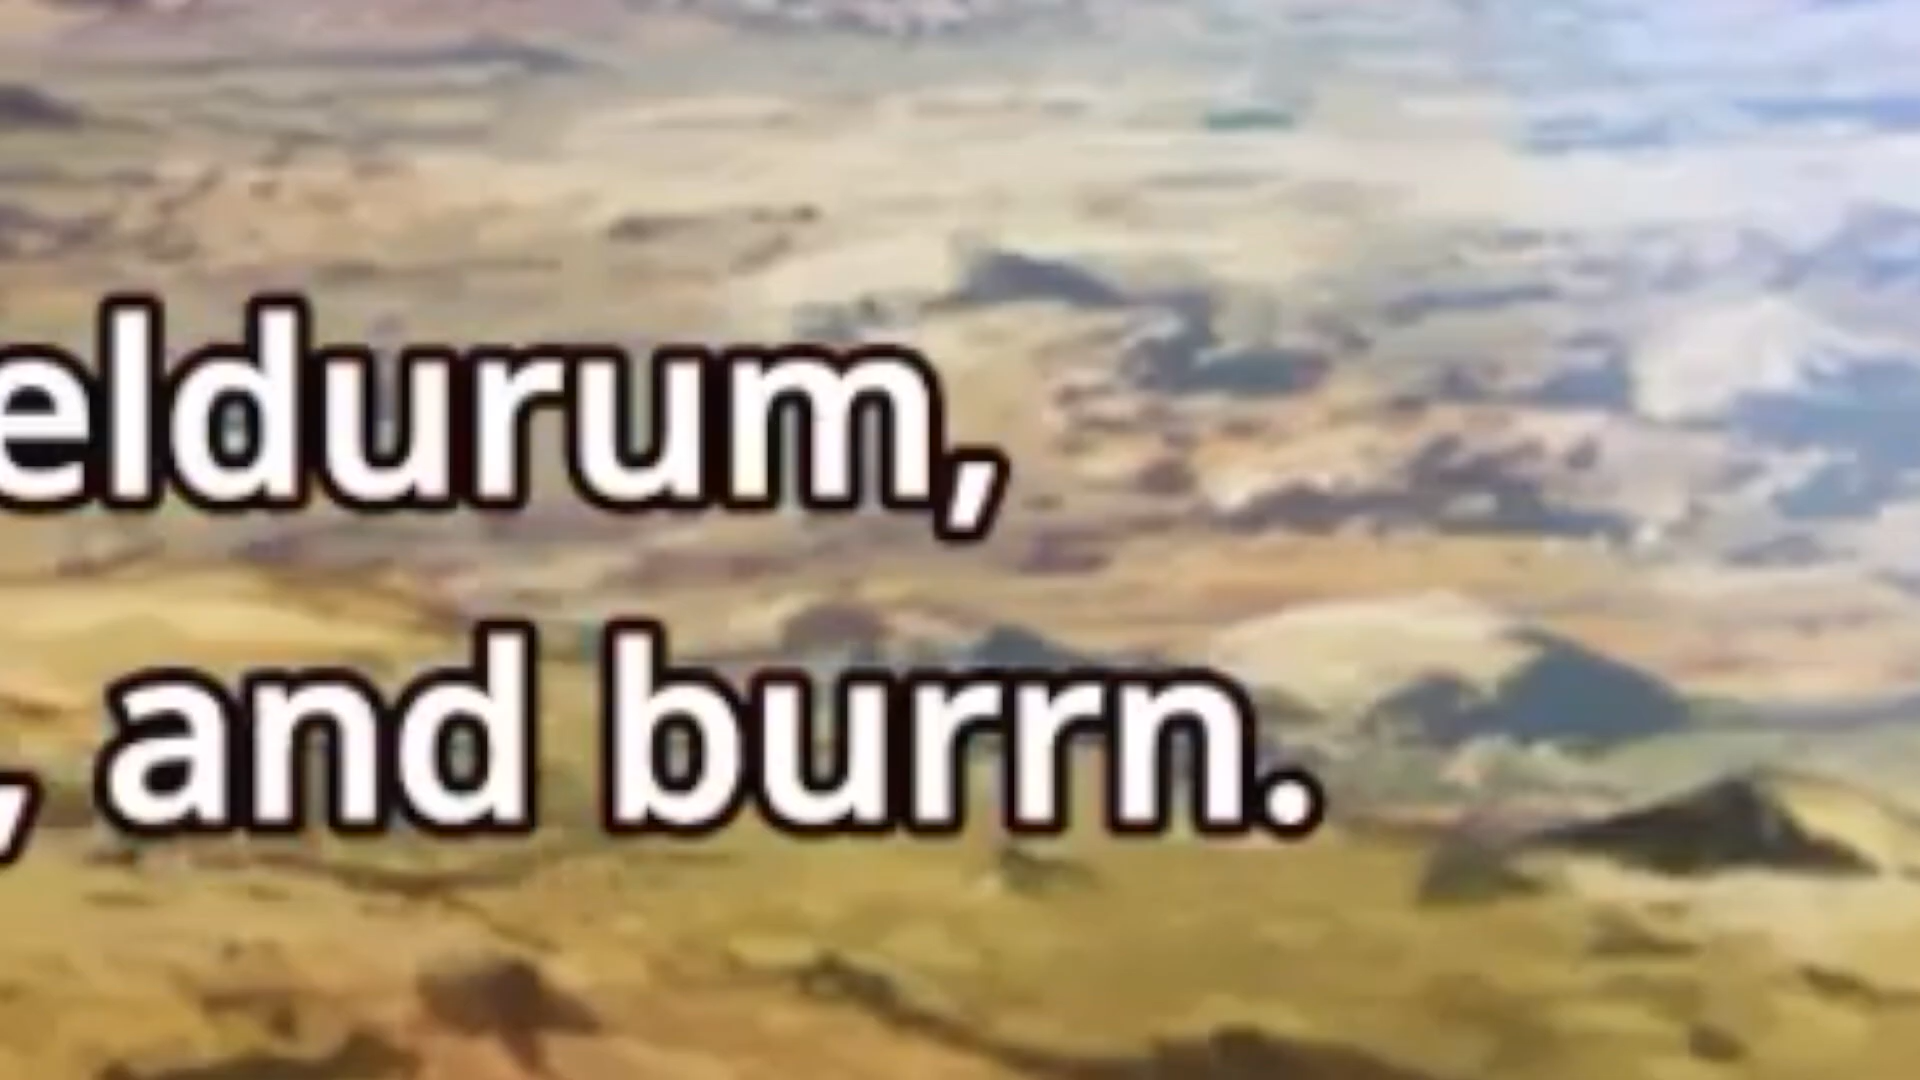 eldurum,
, and burrn.